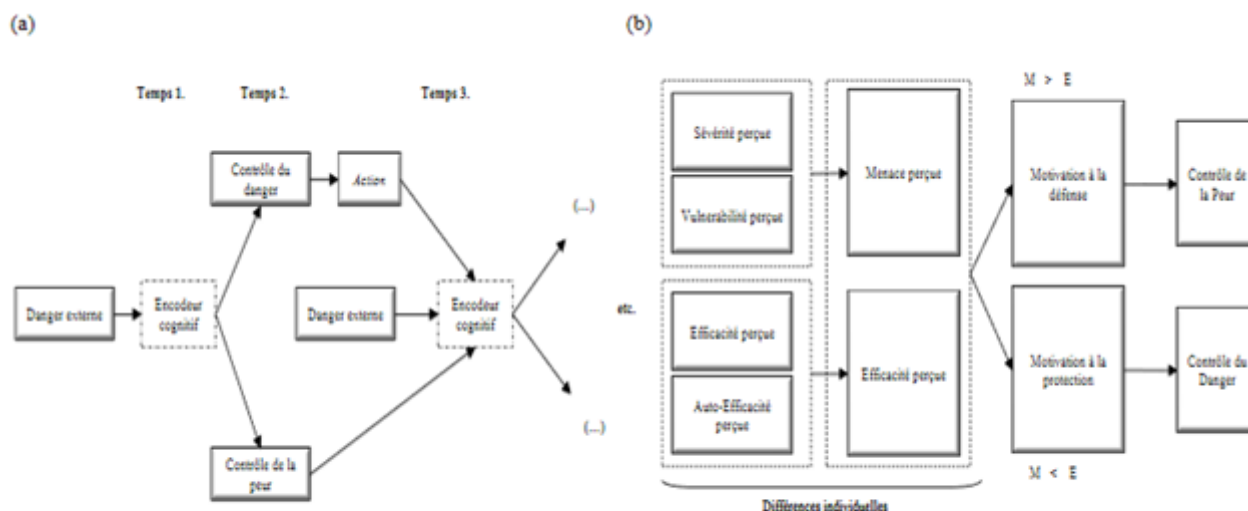 (a)
Temps 1.
Temps 2.
Temps 3.
Contrôle du
danger
Action
(...)
Danger externe
Encodeur
cognitif
Danger externe
Encodeur
cognitif
etc.
(...)
Contrôle de la
peur
(b)
M > E
Sévérité perçue
Vulnerabilité perçue
Menace perçue
Motivation à la
défense
Contrôle de
la Peur
Efficacité perçue
Auto-Efficacité
perçue
Efficacité perçue
Motivation à la
protection
Contrôle du
Danger
M < E
Différences individuelles